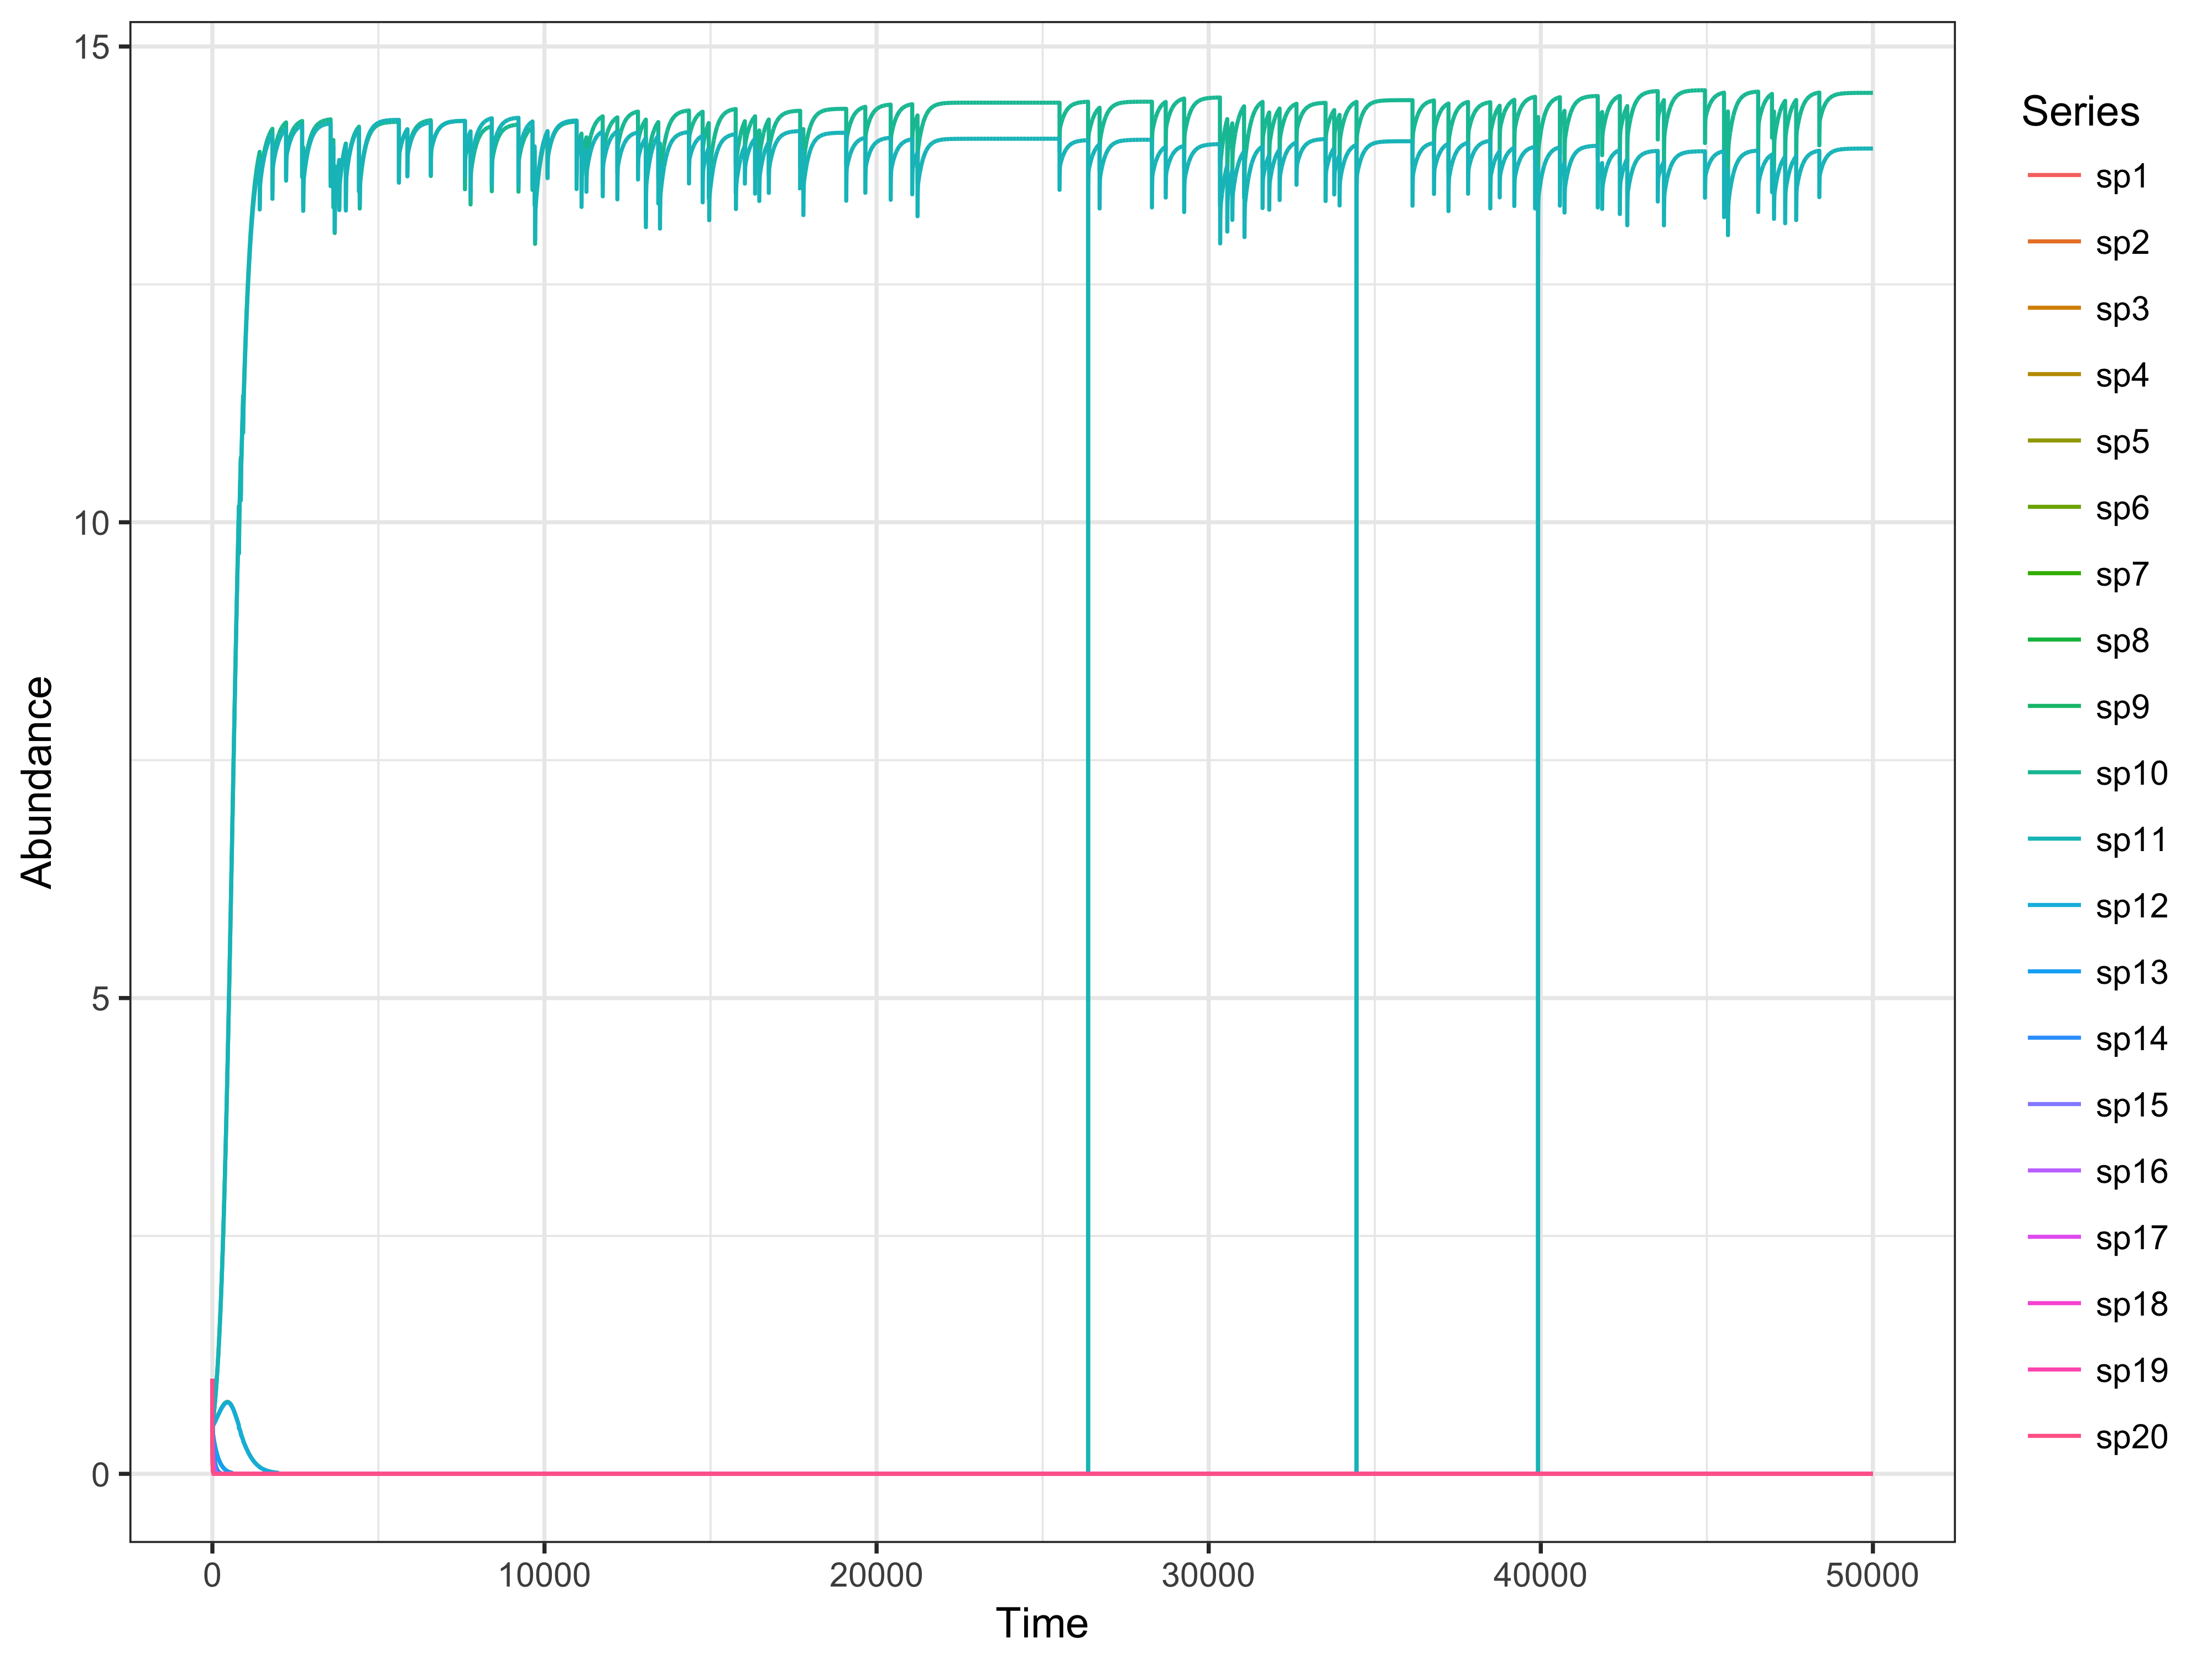 Abundance
15
10
5
0
0 10000 20000 30000 40000 50000
Time
Series
sp1
sp2
sp3
sp4
sp5
sp6
sp7
sp8
sp9
sp10
sp11
sp12
sp13
sp14
sp15
sp16
sp17
sp18
sp19
sp20